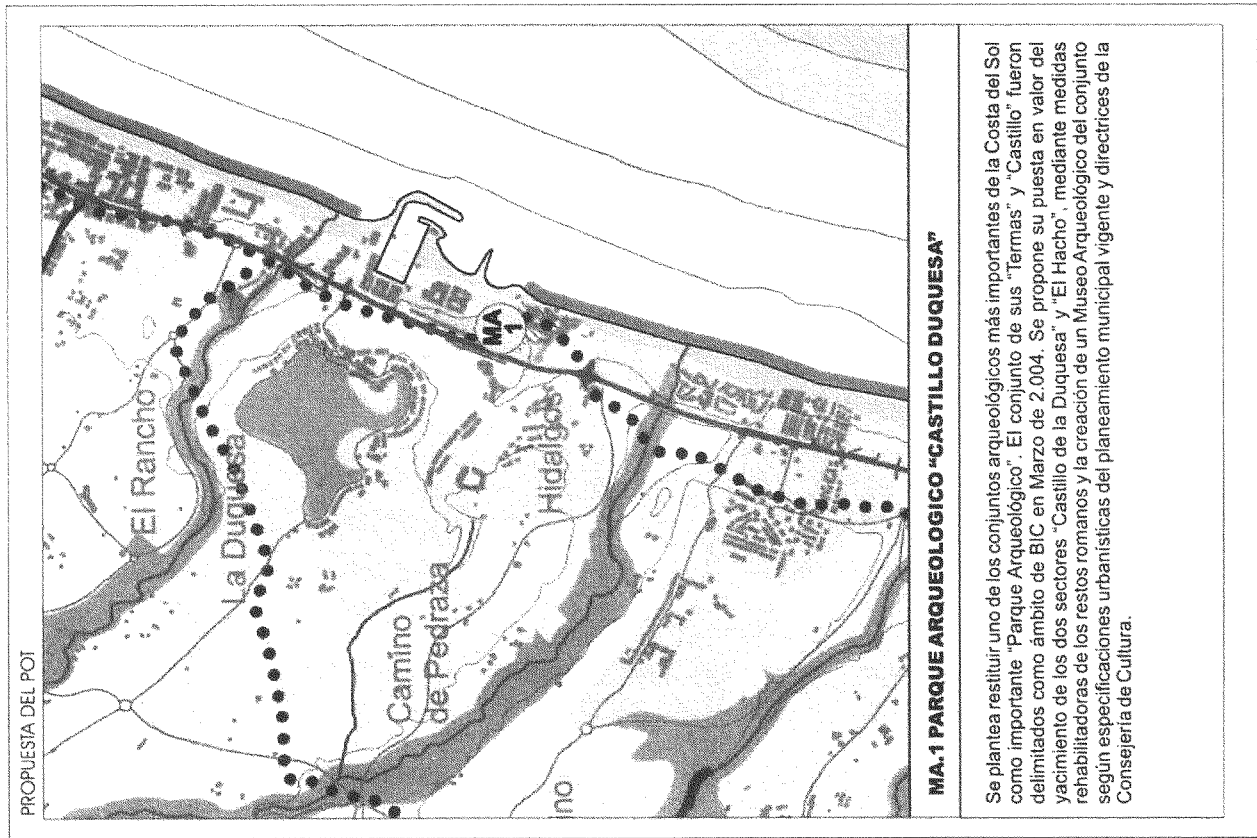 PROPUESTA DEL POT
El Rancho
La Duquesa
Camino
de Pedraza
Hidalgos
no
MA
1
MA.1 PARQUE ARQUEOLOGICO "CASTILLO DUQUESA"
Se plantea restituir uno de los conjuntos arqueológicos más importantes de la Costa del Sol
como importante "Parque Arqueológico". El conjunto de sus "Termas" y "Castillo" fueron
delimitados como ámbito de BIC en Marzo de 2.004. Se propone su puesta en valor del
yacimiento de los dos sectores "Castillo de la Duquesa" y "El Hacho", mediante medidas
rehabilitadoras de los restos romanos y la creación de un Museo Arqueológico del conjunto
según especificaciones urbanísticas del planeamiento municipal vigente y directrices de la
Consejería de Cultura.